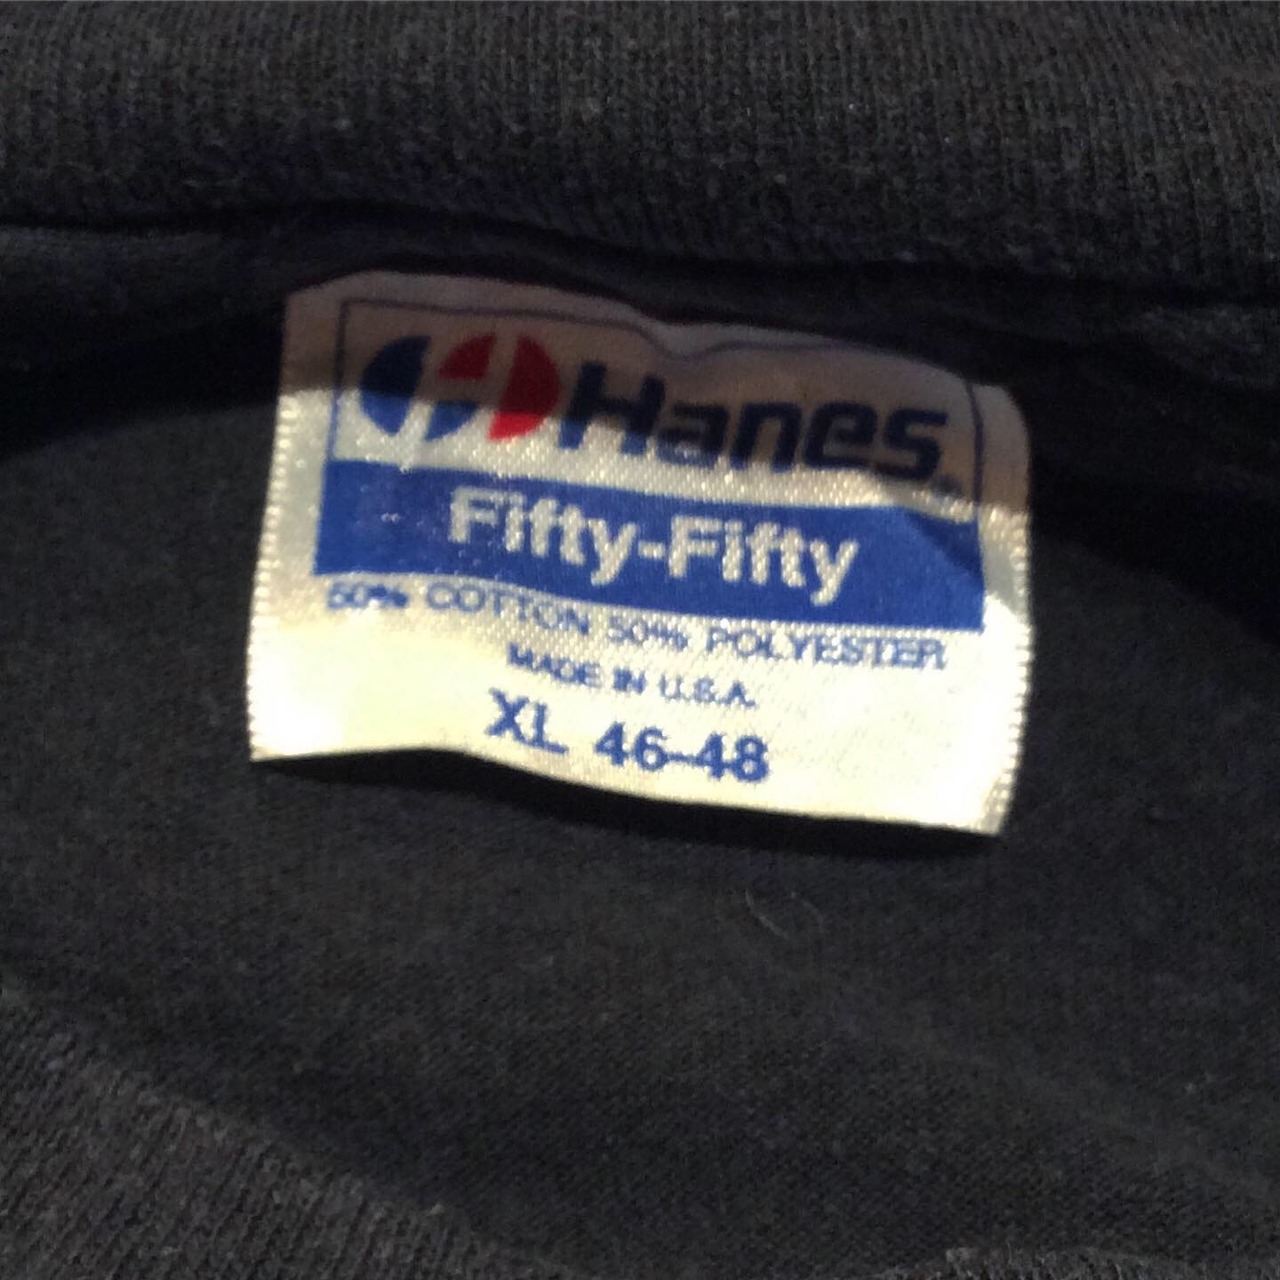 Hanes®
Fifty-Fifty
50% COTTON 50% POLYESTER
MADE IN U.S.A.
XL 46-48